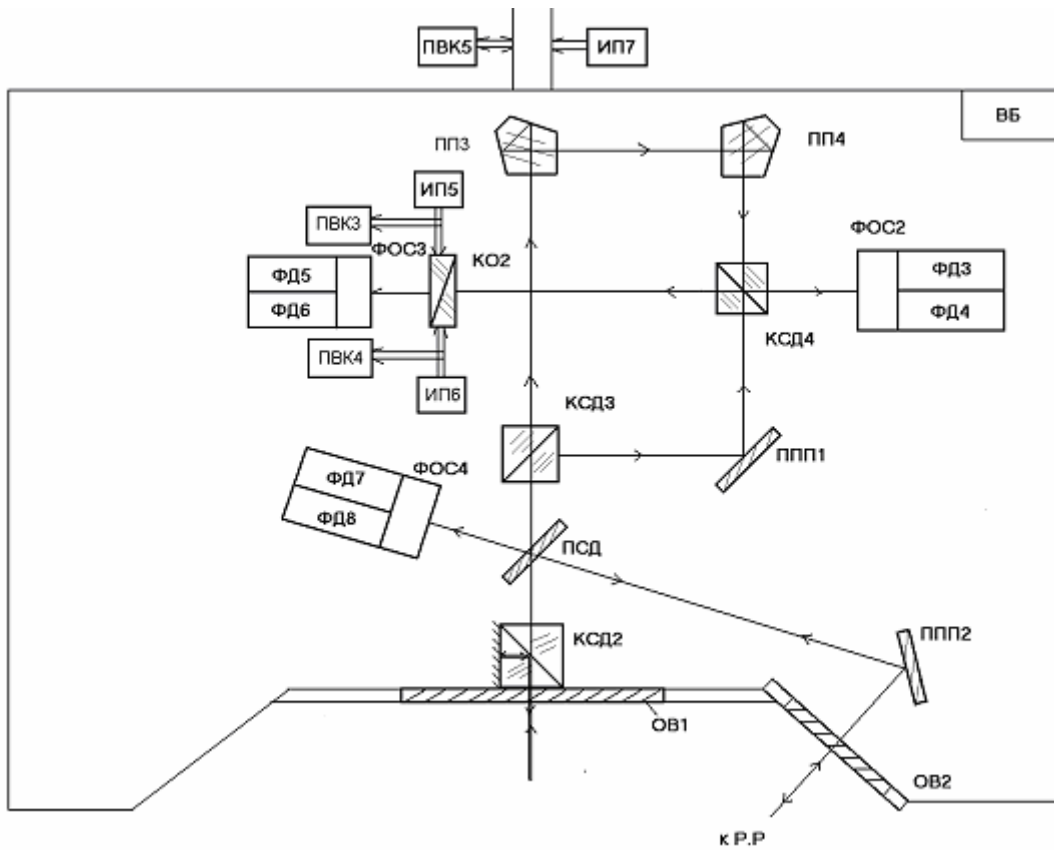 ПВК5
ИП7
ВБ
ПП3
ПП4
ИП5
ПВК3
ФОС3
КО2
ФОС2
ФД5
ФД6
ФД3
ФД4
КСД4
ПВК4
ИП6
КСД3
ППП1
ФОС4
ФД7
ФД8
ПСД
КСД2
ППП2
ОВ1
ОВ2
к Р.Р